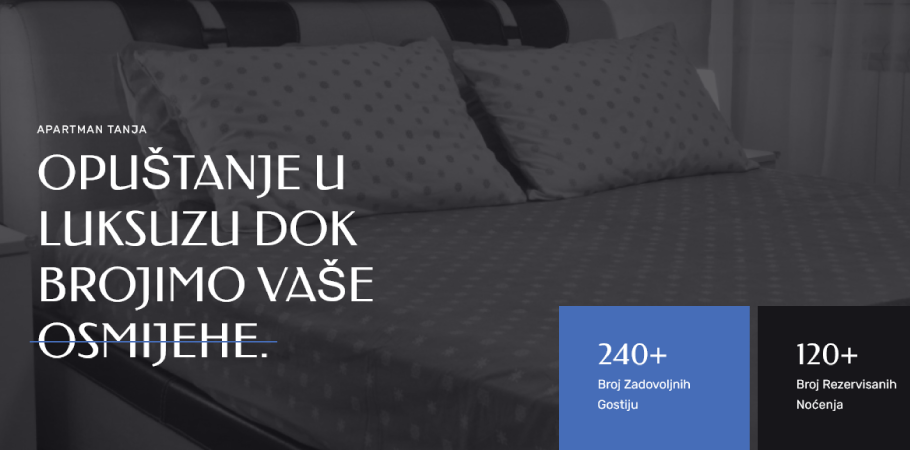 APARTMAN TANJA
OPUŠTANJE U
LUKSUZU DOK
BROJIMO VAŠE
OSMIJEHE.
240+
Broj Zadovoljnih
Gostiju
120+
Broj Rezervisanih
Noćenja